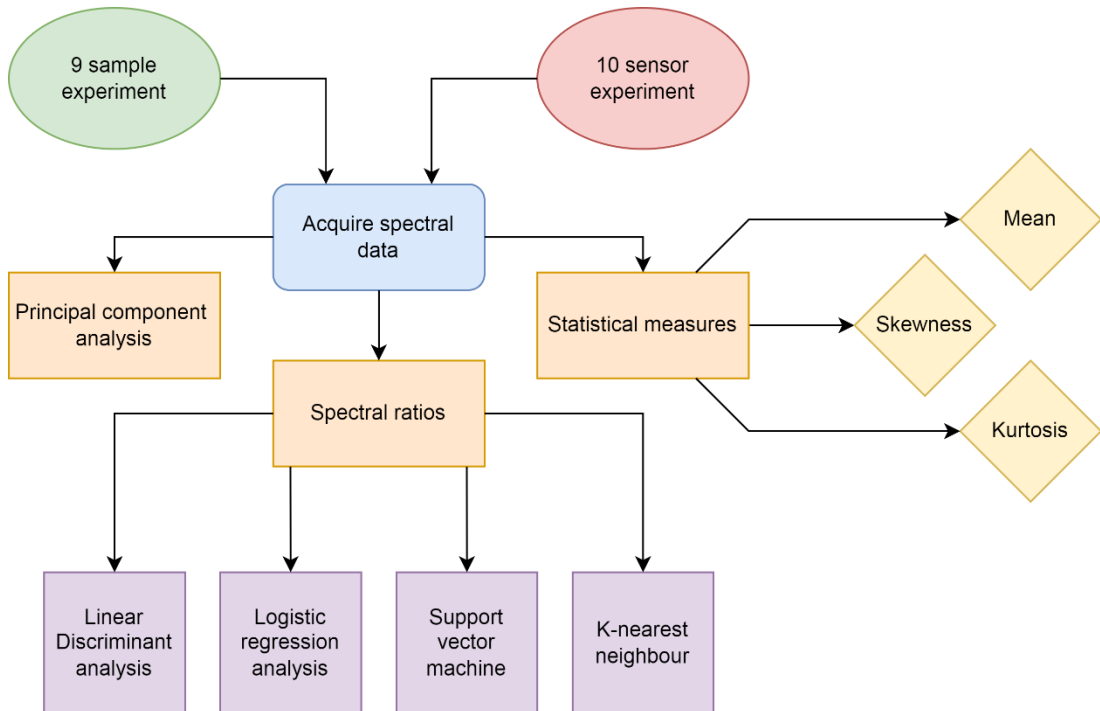 9 sample
experiment
10 sensor
experiment
Acquire spectral
data
Mean
Principal component
analysis
Statistical measures
Skewness
Spectral ratios
Kurtosis
Linear
Discriminant
analysis
Logistic
regression
analysis
Support
vector
machine
K-nearest
neighbour